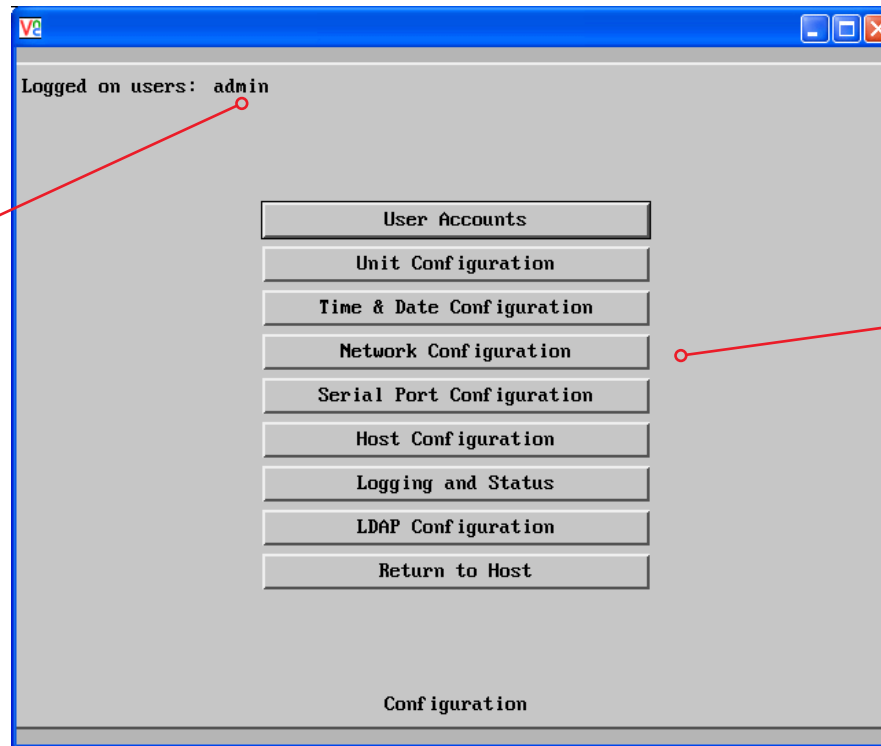 Logged on users: admin
User Accounts
Unit Configuration
Time & Date Configuration
Network Configuration
Serial Port Configuration
Host Configuration
Logging and Status
LDAP Configuration
Return to Host
Configuration